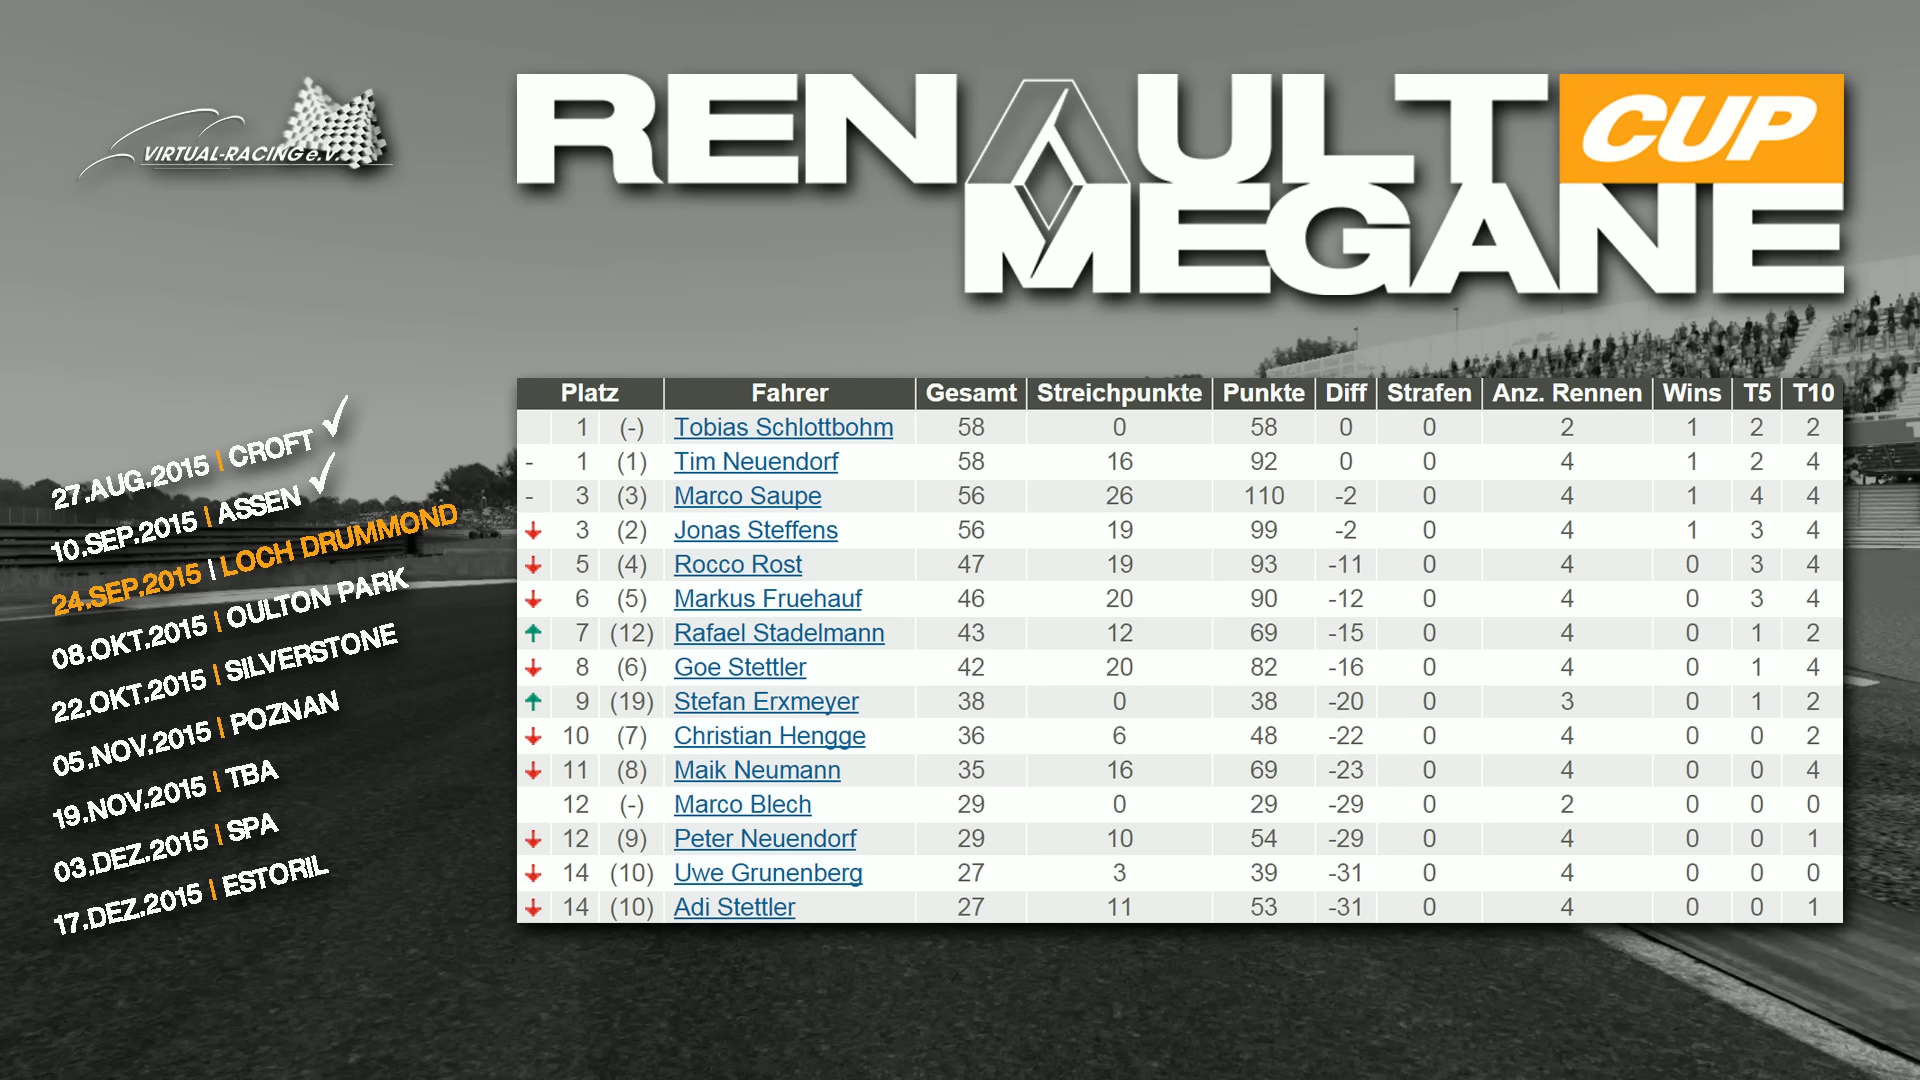 VIRTUAL-RACING e.V.
RENAULT CUP
MEGANE
27.AUG.2015 | CROFT ✓
10.SEP.2015 | ASSEN ✓
24.SEP.2015 | LOCH DRUMMOND
08.OKT.2015 | OULTON PARK
22.OKT.2015 | SILVERSTONE
05.NOV.2015 | POZNAN
19.NOV.2015 | TBA
03.DEZ.2015 | SPA
17.DEZ.2015 | ESTORIL
Platz Fahrer Gesamt Streichpunkte Punkte Diff Strafen Anz. Rennen Wins T5 T10
1 (-) Tobias Schlottbohm 58 0 58 0 0 2 1 2 2
- 1 (1) Tim Neuendorf 58 16 92 0 0 4 1 2 4
- 3 (3) Marco Saupe 56 26 110 -2 0 4 1 4 4
3 (2) Jonas Steffens 56 19 99 -2 0 4 1 3 4
5 (4) Rocco Rost 47 19 93 -11 0 4 0 3 4
6 (5) Markus Fruehauf 46 20 90 -12 0 4 0 3 4
7 (12) Rafael Stadelmann 43 12 69 -15 0 4 0 1 2
8 (6) Goe Stettler 42 20 82 -16 0 4 0 1 4
9 (19) Stefan Erxmeyer 38 0 38 -20 0 3 0 1 2
10 (7) Christian Hengge 36 6 48 -22 0 4 0 0 2
11 (8) Maik Neumann 35 16 69 -23 0 4 0 0 4
12 (-) Marco Blech 29 0 29 -29 0 2 0 0 0
12 (9) Peter Neuendorf 29 10 54 -29 0 4 0 0 1
14 (10) Uwe Grunenberg 27 3 39 -31 0 4 0 0 0
14 (10) Adi Stettler 27 11 53 -31 0 4 0 0 1